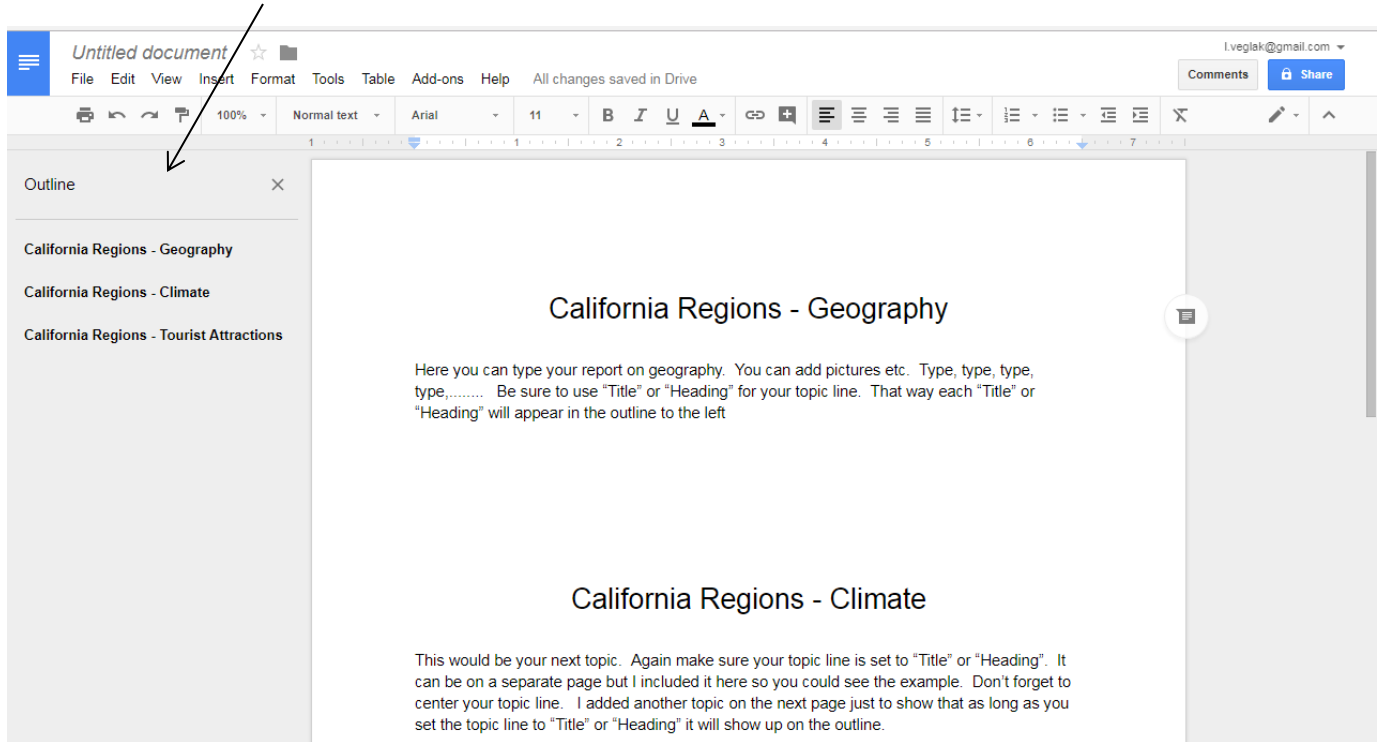 Untitled document
l.veglak@gmail.com
File Edit View Insert Format Tools Table Add-ons Help All changes saved in Drive
Comments Share
100% Normal text Arial 11 B I U A
1 1 2 3 4 5 6 7
Outline
California Regions - Geography
California Regions - Climate
California Regions - Tourist Attractions
California Regions - Geography
Here you can type your report on geography. You can add pictures etc. Type, type, type,
type,........ Be sure to use “Title” or “Heading” for your topic line. That way each “Title” or
“Heading” will appear in the outline to the left
California Regions - Climate
This would be your next topic. Again make sure your topic line is set to “Title” or “Heading”. It
can be on a separate page but I included it here so you could see the example. Don’t forget to
center your topic line. I added another topic on the next page just to show that as long as you
set the topic line to “Title” or “Heading” it will show up on the outline.